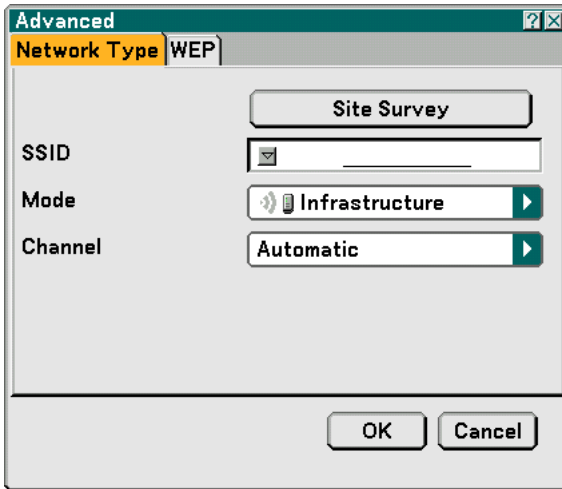 Advanced
Network Type WEP
Site Survey
SSID
Mode Infrastructure
Channel Automatic
OK Cancel